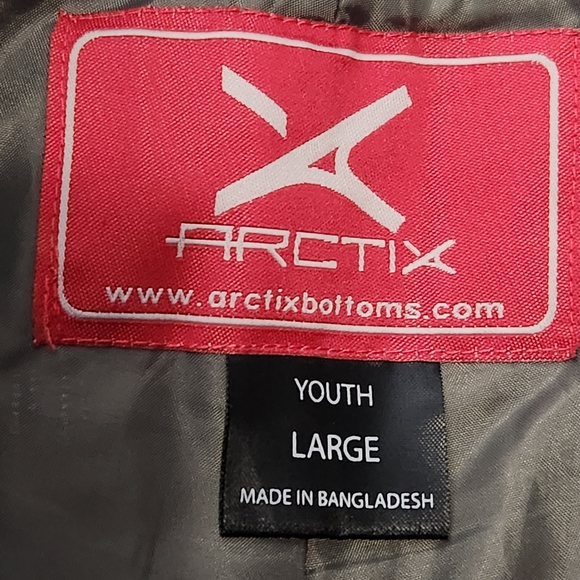 ARCTIX
www.arctixbottoms.com
YOUTH
LARGE
MADE IN BANGLADESH